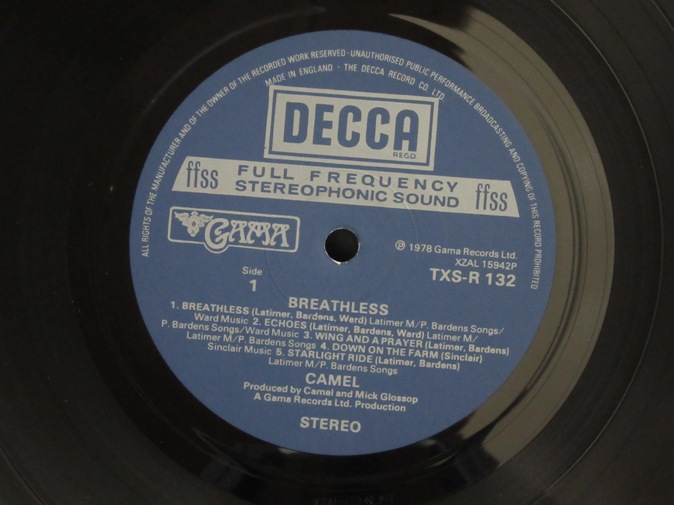 ALL RIGHTS OF THE MANUFACTURER AND OF THE OWNER OF THE RECORDED WORK RESERVED · UNAUTHORISED PUBLIC PERFORMANCE BROADCASTING AND COPYING OF THIS RECORD PROHIBITED
MADE IN ENGLAND · THE DECCA RECORD CO. LTD.
DECCA
REGD.
ffss FULL FREQUENCY STEREOPHONIC SOUND ffss
GAMA
℗ 1978 Gama Records Ltd.
XZAL 15942P
TXS-R 132
Side
1
BREATHLESS
1. BREATHLESS (Latimer, Bardens, Ward) Latimer M/P. Bardens Songs/
Ward Music 2. ECHOES (Latimer, Bardens, Ward) Latimer M/
P. Bardens Songs/Ward Music 3. WING AND A PRAYER (Latimer, Bardens)
Latimer M/P. Bardens Songs 4. DOWN ON THE FARM (Sinclair)
Sinclair Music 5. STARLIGHT RIDE (Latimer, Bardens)
Latimer M/P. Bardens Songs
CAMEL
Produced by Camel and Mick Glossop
A Gama Records Ltd. Production
STEREO